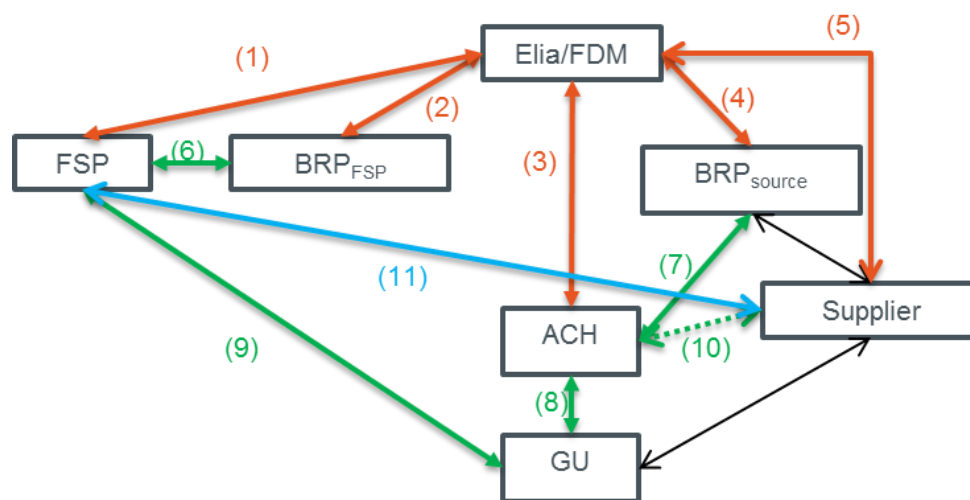 (5)
(1)
Elia/FDM
(2)
(4)
(3)
FSP
(6)
BRPFSP
BRPsource
(7)
(11)
Supplier
ACH
(10)
(9)
(8)
GU